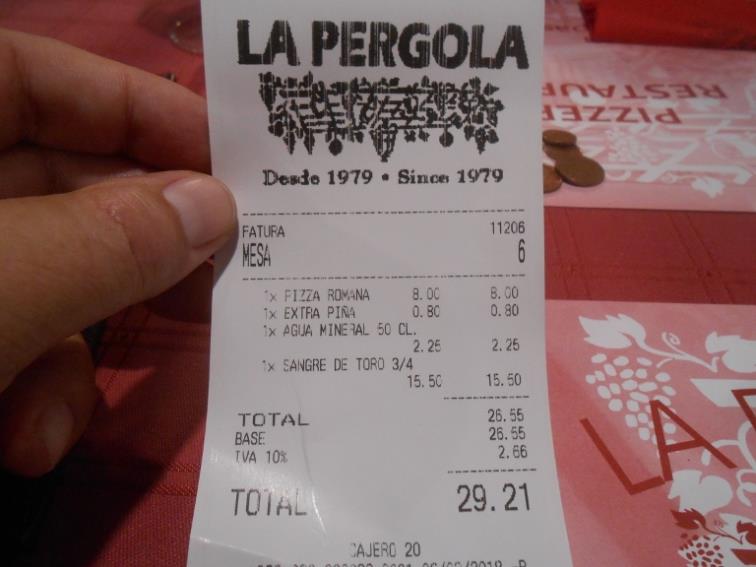 LA PERGOLA
Desde 1979 • Since 1979
FATURA 11206
MESA 6
1x PIZZA ROMANA 8.00 8.00
1x EXTRA PIÑA 0.80 0.80
1x AGUA MINERAL 50 CL.
2.25 2.25
1x SANGRE DE TORO 3/4
15.50 15.50
TOTAL 26.55
BASE 26.55
IVA 10% 2.66
TOTAL 29.21
CAJERO 20
PIZZER
RESTAUR
LA